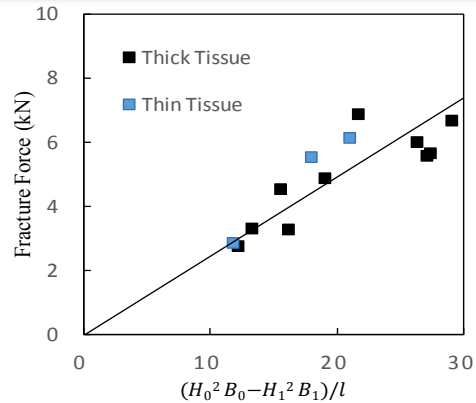 10
8
6
4
2
0
Fracture Force (kN)
Thick Tissue
Thin Tissue
0 10 20 30
(H₀² B₀−H₁² B₁)/l